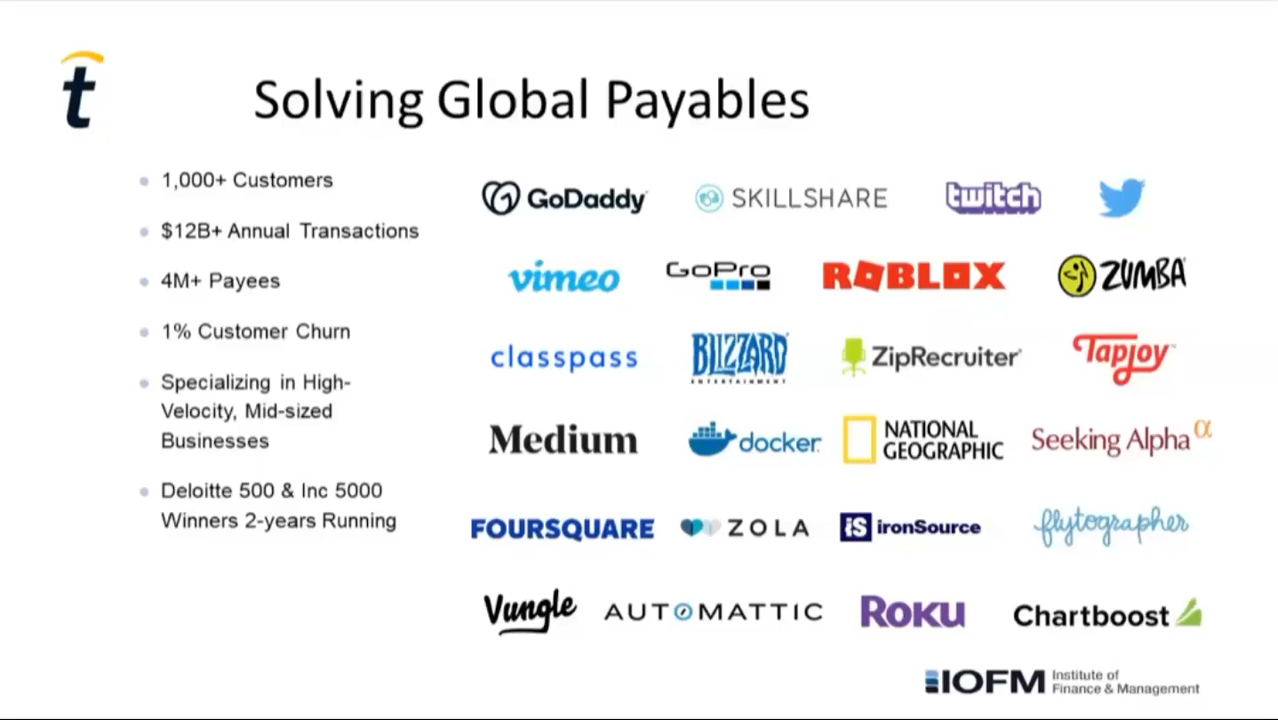 t
Solving Global Payables
1,000+ Customers
$12B+ Annual Transactions
4M+ Payees
1% Customer Churn
Specializing in High-
Velocity, Mid-sized
Businesses
Deloitte 500 & Inc 5000
Winners 2-years Running
GoDaddy
SKILLSHARE
twitch
vimeo
GoPro
ROBLOX
ZUMBA
classpass
BLIZZARD
ENTERTAINMENT
ZipRecruiter
Tapjoy
Medium
docker
NATIONAL
GEOGRAPHIC
Seeking Alpha α
FOURSQUARE
ZOLA
iS ironSource
flytographer
Vungle
AUTOMATTIC
ROKU
Chartboost
IOFM
Institute of
Finance & Management